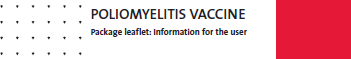 POLIOMYELITIS VACCINE
Package leaflet: Information for the user